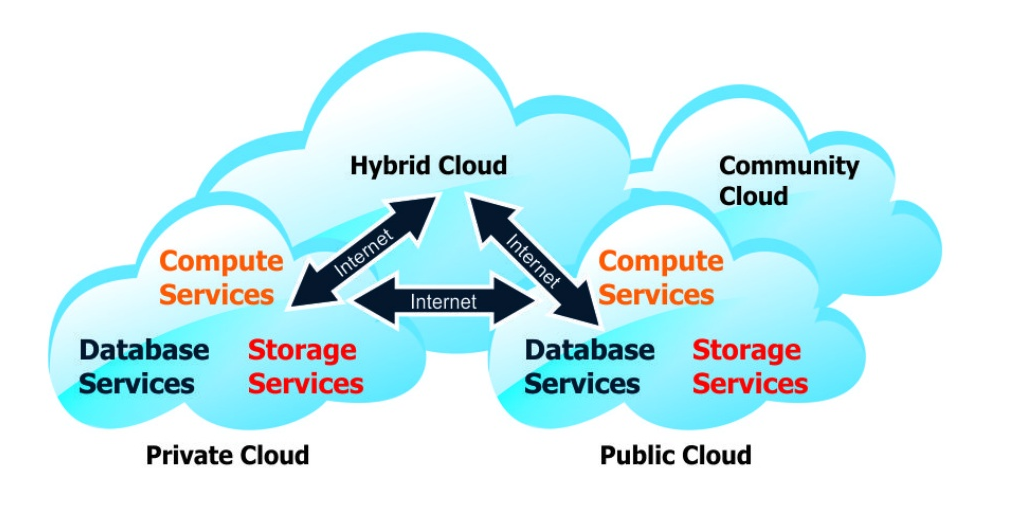 Hybrid Cloud
Community
Cloud
Internet
Internet
Internet
Compute
Services
Database
Services
Storage
Services
Private Cloud
Compute
Services
Database
Services
Storage
Services
Public Cloud